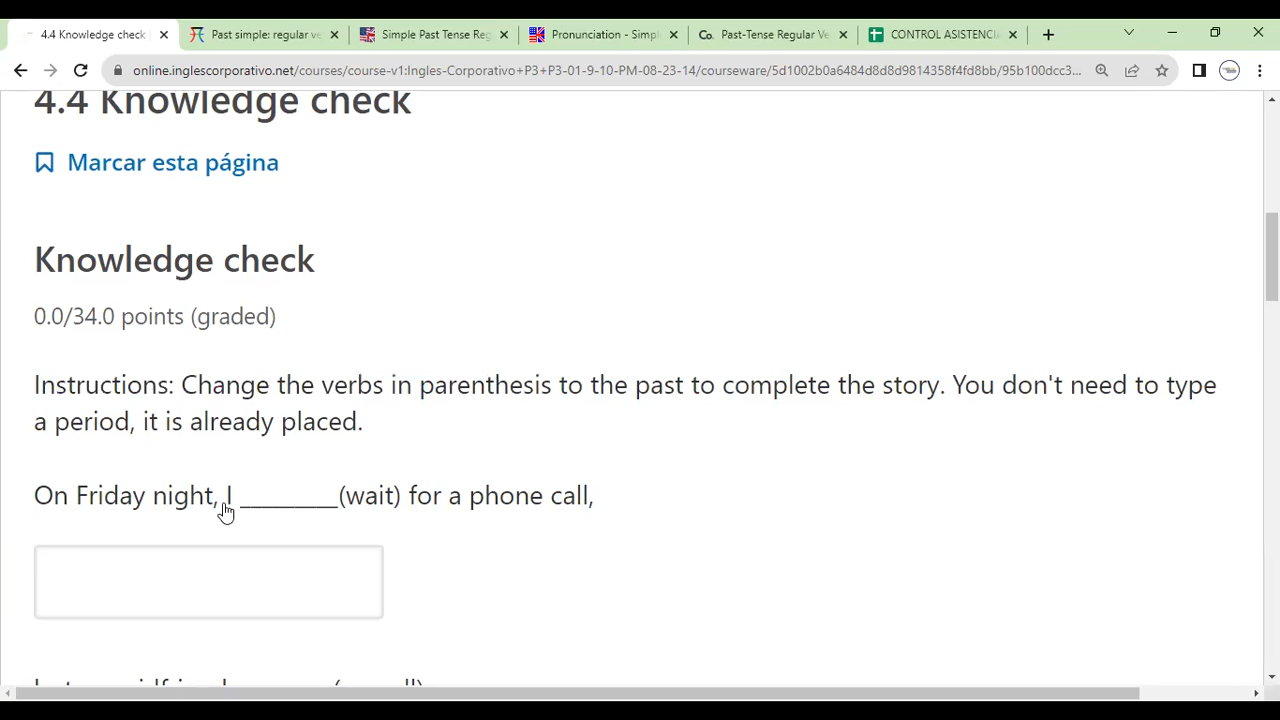 4.4 Knowledge check
Past simple: regular ve
Simple Past Tense Reg
Pronunciation - Simpl
Past-Tense Regular Ve
CONTROL ASISTENCI
online.inglescorporativo.net/courses/course-v1:Ingles-Corporativo+P3+P3-01-9-10-PM-08-23-14/courseware/5d1002b0a6484d8d8d9814358f4fd8bb/95b100dcc3...
4.4 Knowledge check
Marcar esta página
Knowledge check
0.0/34.0 points (graded)
Instructions: Change the verbs in parenthesis to the past to complete the story. You don't need to type
a period, it is already placed.
On Friday night, I ________(wait) for a phone call,